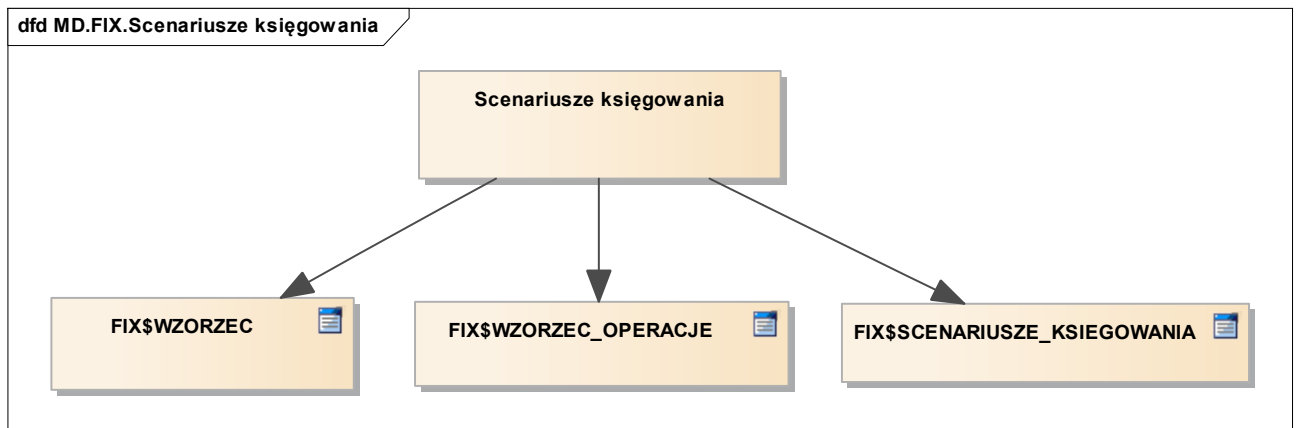 dfd MD.FIX.Scenariusze księgowania
Scenariusze księgowania
FIX$WZORZEC
FIX$WZORZEC_OPERACJE
FIX$SCENARIUSZE_KSIEGOWANIA